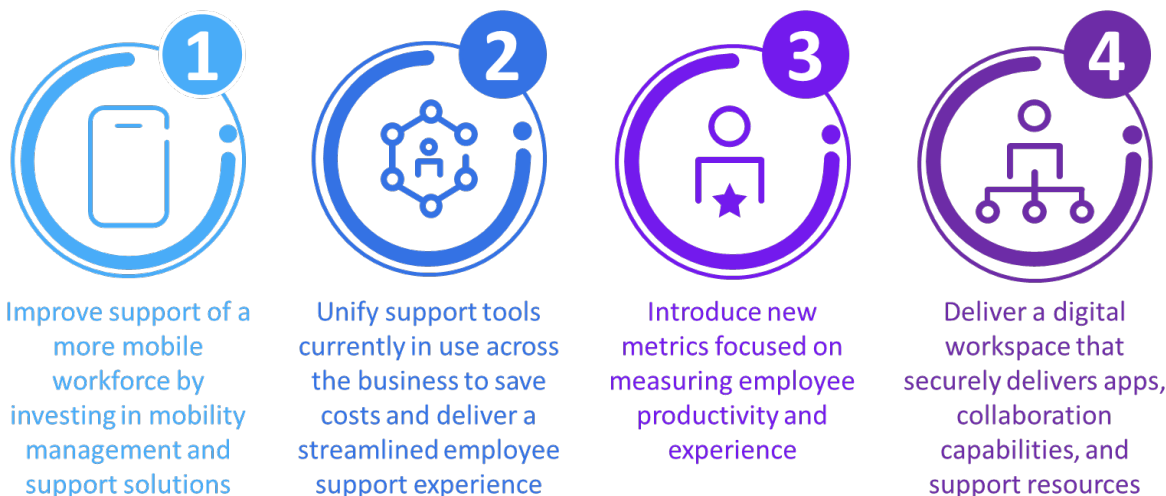 1
Improve support of a
more mobile
workforce by
investing in mobility
management and
support solutions
2
Unify support tools
currently in use across
the business to save
costs and deliver a
streamlined employee
support experience
3
Introduce new
metrics focused on
measuring employee
productivity and
experience
4
Deliver a digital
workspace that
securely delivers apps,
collaboration
capabilities, and
support resources